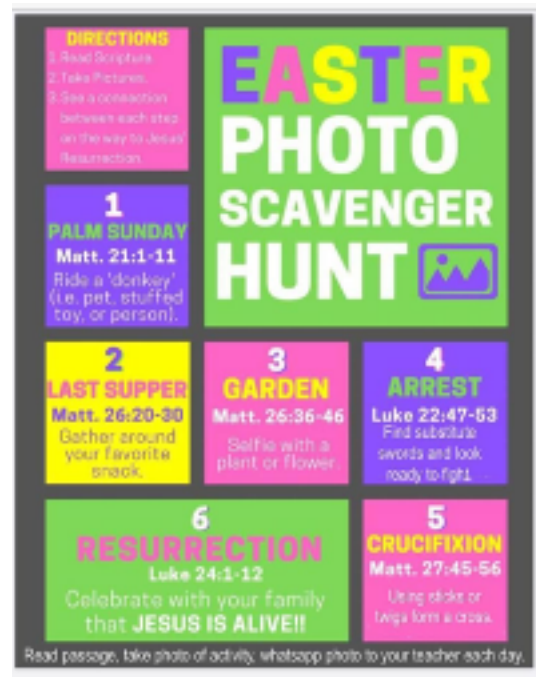 DIRECTIONS
1. Read Scripture.
2. Take Pictures.
3. See a connection
between each step
on the way to Jesus'
Resurrection.
EASTER
PHOTO
SCAVENGER
HUNT
1
PALM SUNDAY
Matt. 21:1-11
Ride a 'donkey'
(i.e. pet, stuffed
toy, or person).
2
LAST SUPPER
Matt. 26:20-30
Gather around
your favorite
snack.
3
GARDEN
Matt. 26:36-46
Selfie with a
plant or flower.
4
ARREST
Luke 22:47-53
Find substitute
swords and look
ready to fight.
5
CRUCIFIXION
Matt. 27:45-56
Using sticks or
twigs form a cross.
6
RESURRECTION
Luke 24:1-12
Celebrate with your family
that JESUS IS ALIVE!!
Read passage, take photo of activity, whatsapp photo to your teacher each day.